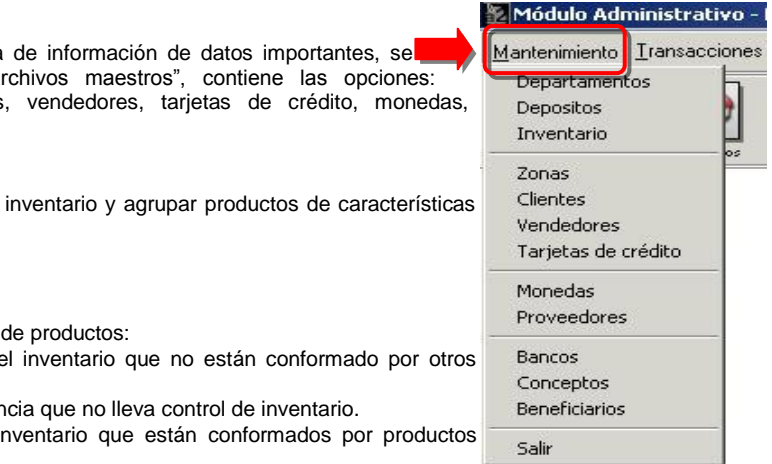 Módulo Administrativo -
Mantenimiento Transacciones
a de información de datos importantes, se
rchivos maestros”, contiene las opciones:
s, vendedores, tarjetas de crédito, monedas,
inventario y agrupar productos de características
de productos:
el inventario que no están conformado por otros
ncia que no lleva control de inventario.
nventario que están conformados por productos
Departamentos
Depositos
Inventario
os
Zonas
Clientes
Vendedores
Tarjetas de crédito
Monedas
Proveedores
Bancos
Conceptos
Beneficiarios
Salir